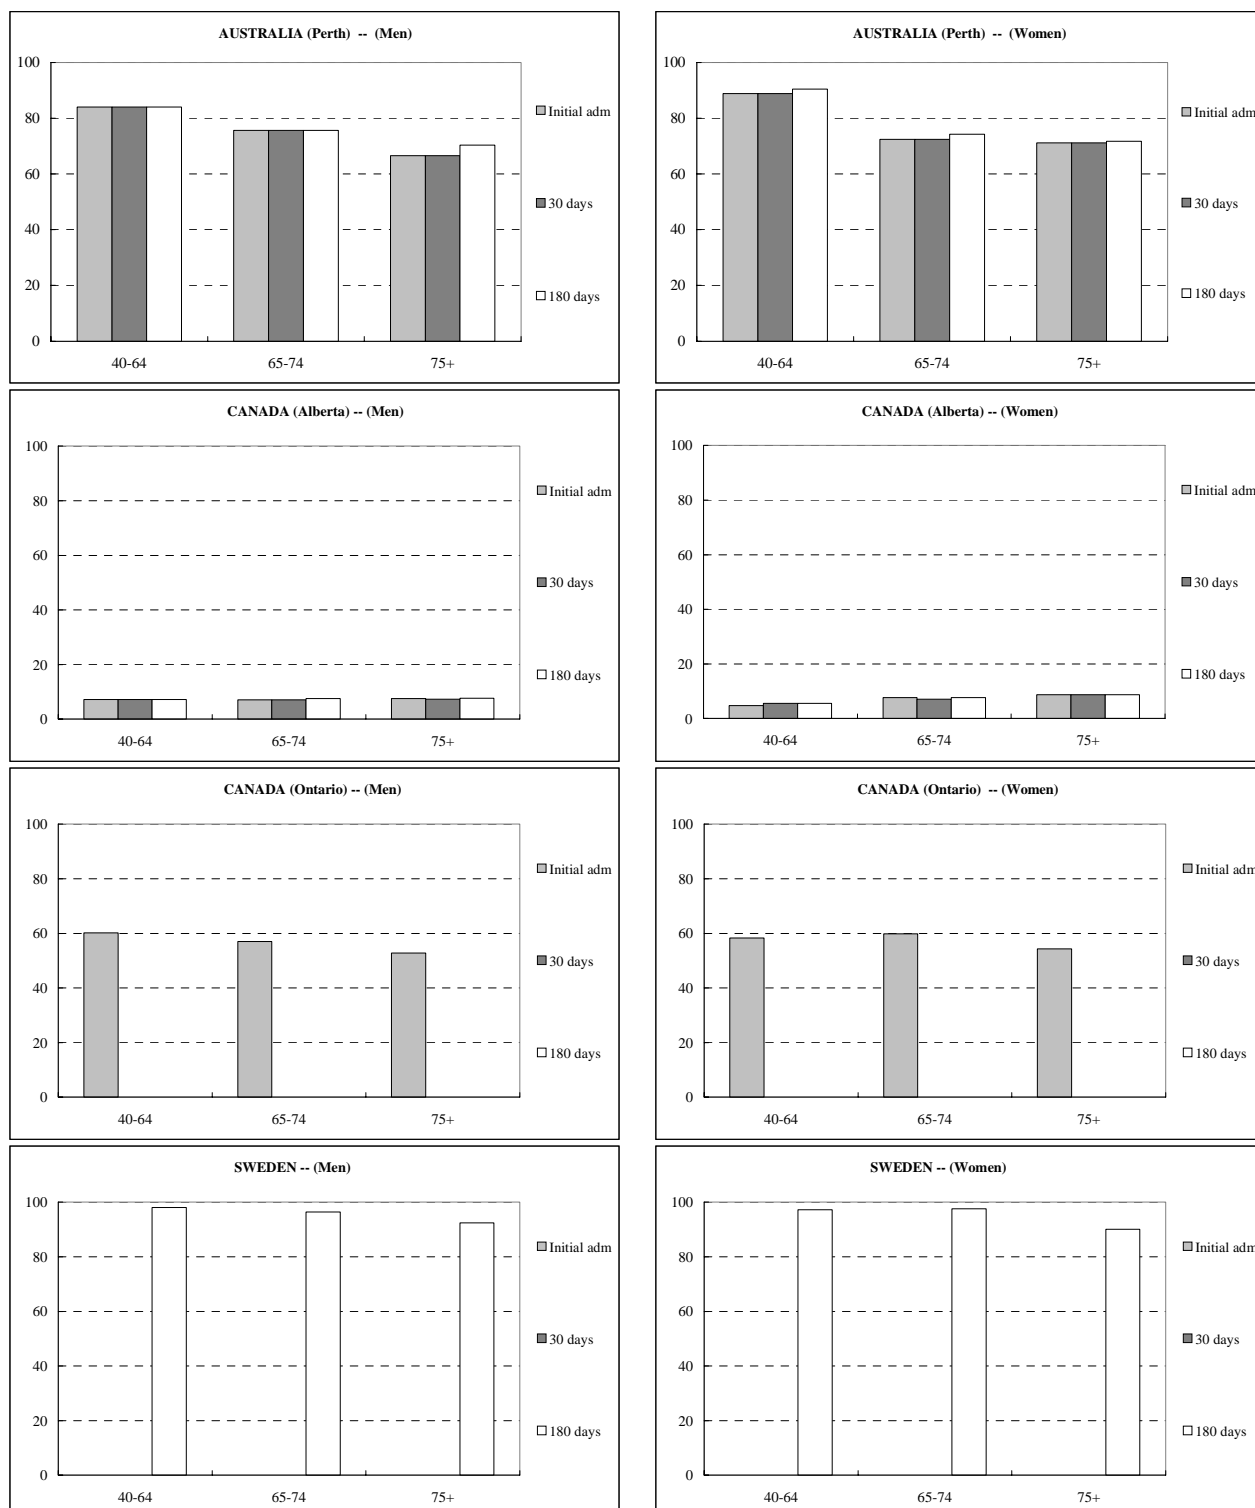 AUSTRALIA (Perth) -- (Men)
100
80
60
40
20
0
40-64 65-74 75+
Initial adm
30 days
180 days
AUSTRALIA (Perth) -- (Women)
100
80
60
40
20
0
40-64 65-74 75+
Initial adm
30 days
180 days
CANADA (Alberta) -- (Men)
100
80
60
40
20
0
40-64 65-74 75+
Initial adm
30 days
180 days
CANADA (Alberta) -- (Women)
100
80
60
40
20
0
40-64 65-74 75+
Initial adm
30 days
180 days
CANADA (Ontario) -- (Men)
100
80
60
40
20
0
40-64 65-74 75+
Initial adm
30 days
180 days
CANADA (Ontario) -- (Women)
100
80
60
40
20
0
40-64 65-74 75+
Initial adm
30 days
180 days
SWEDEN -- (Men)
100
80
60
40
20
0
40-64 65-74 75+
Initial adm
30 days
180 days
SWEDEN -- (Women)
100
80
60
40
20
0
40-64 65-74 75+
Initial adm
30 days
180 days